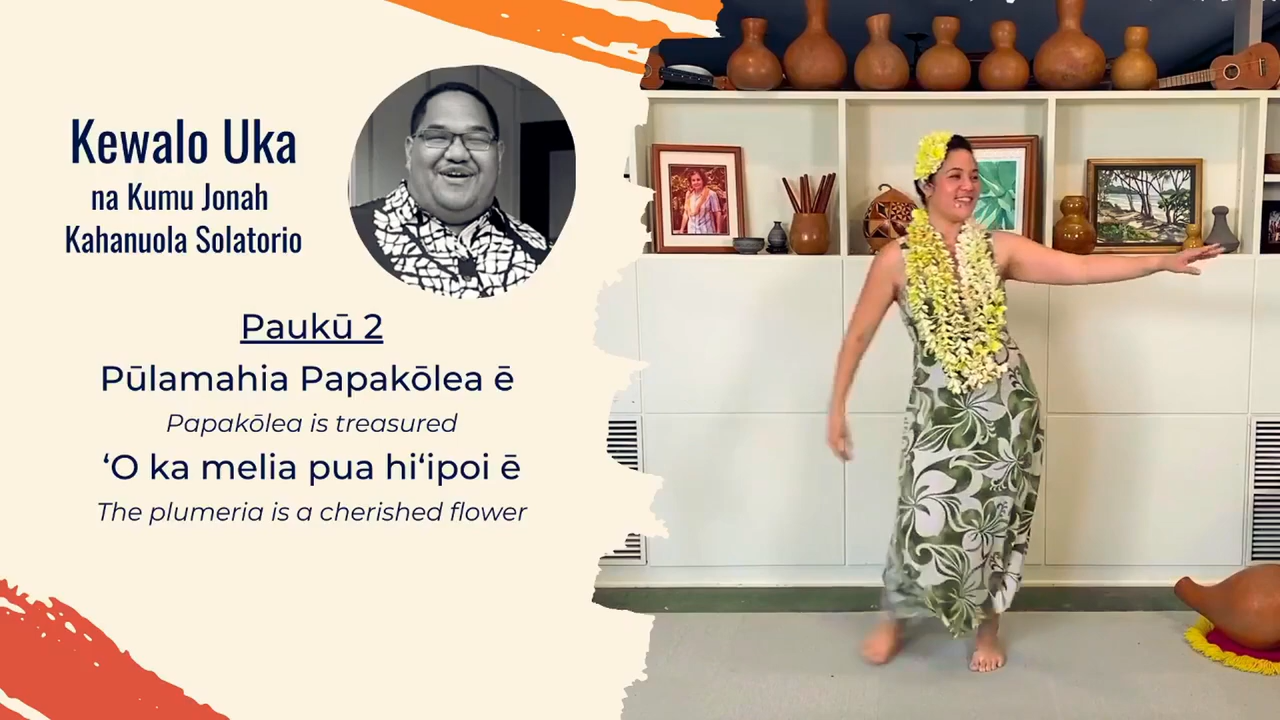 Kewalo Uka
na Kumu Jonah
Kahanuola Solatorio
Paukū 2
Pūlamahia Papakōlea ē
Papakōlea is treasured
ʻO ka melia pua hiʻipoi ē
The plumeria is a cherished flower